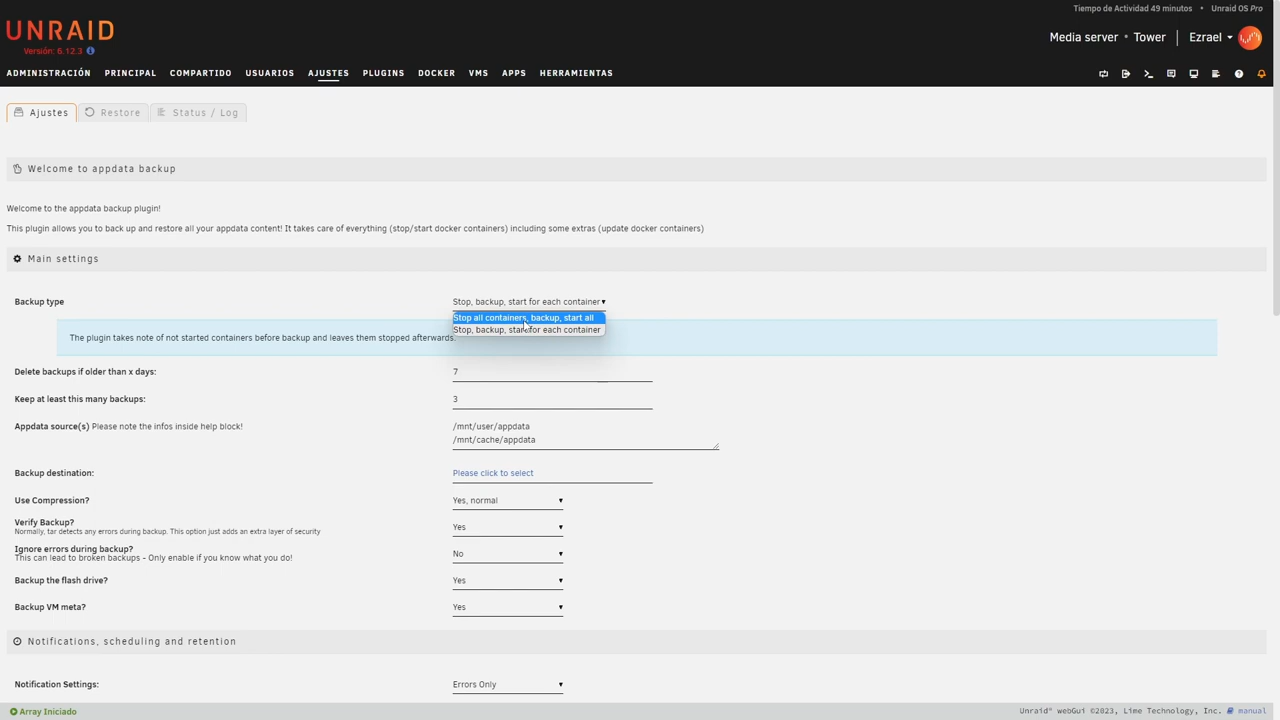 Tiempo de Actividad 49 minutos • Unraid OS Pro
UNRAID
Versión: 6.12.3
Media server • Tower
Ezrael
ADMINISTRACIÓN PRINCIPAL COMPARTIDO USUARIOS AJUSTES PLUGINS DOCKER VMS APPS HERRAMIENTAS
Ajustes Restore Status / Log
Welcome to appdata backup
Welcome to the appdata backup plugin!
This plugin allows you to back up and restore all your appdata content! It takes care of everything (stop/start docker containers) including some extras (update docker containers)
Main settings
Backup type Stop, backup, start for each container
Stop all containers, backup, start all
Stop, backup, start for each container
The plugin takes note of not started containers before backup and leaves them stopped afterwards.
Delete backups if older than x days: 7
Keep at least this many backups: 3
Appdata source(s) Please note the infos inside help block! /mnt/user/appdata
/mnt/cache/appdata
Backup destination: Please click to select
Use Compression? Yes, normal
Verify Backup? Yes
Normally, tar detects any errors during backup. This option just adds an extra layer of security
Ignore errors during backup? No
This can lead to broken backups - Only enable if you know what you do!
Backup the flash drive? Yes
Backup VM meta? Yes
Notifications, scheduling and retention
Notification Settings: Errors Only
Array Iniciado
Unraid® webGui ©2023, Lime Technology, Inc. manual